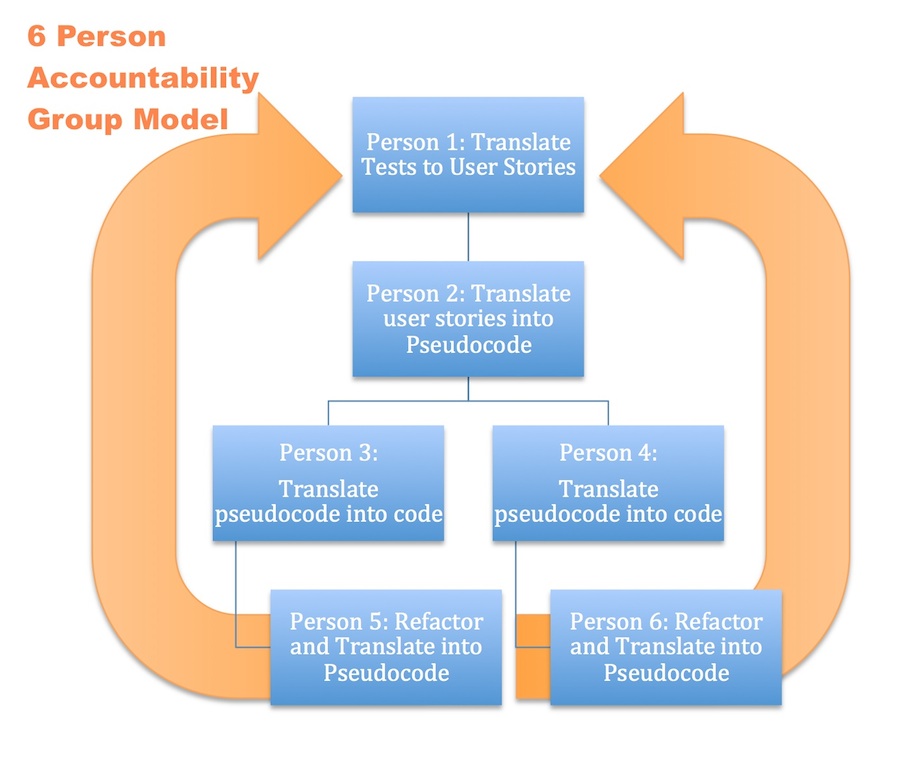 6 Person
Accountability
Group Model
Person 1: Translate
Tests to User Stories
Person 2: Translate
user stories into
Pseudocode
Person 3:
Translate
pseudocode into code
Person 4:
Translate
pseudocode into code
Person 5: Refactor
and Translate into
Pseudocode
Person 6: Refactor
and Translate into
Pseudocode